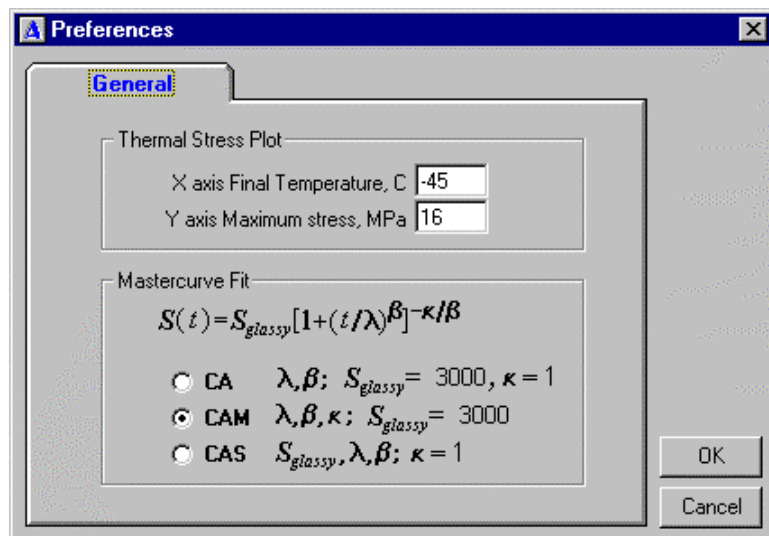 Preferences
General
Thermal Stress Plot
X axis Final Temperature, C -45
Y axis Maximum stress, MPa 16
Mastercurve Fit
S(t)=S_glassy[1+(t/λ)^β]^-κ/β
CA λ,β; S_glassy= 3000, κ=1
CAM λ,β,κ; S_glassy= 3000
CAS S_glassy,λ,β; κ=1
OK
Cancel